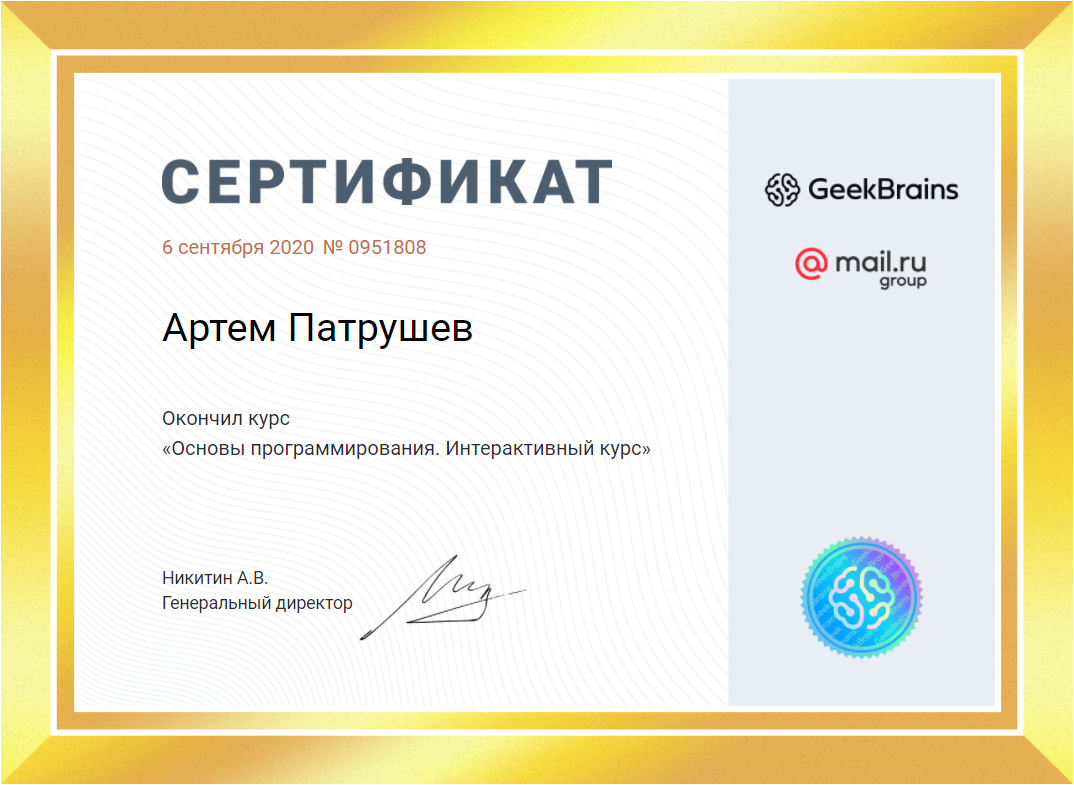 СЕРТИФИКАТ
6 сентября 2020 № 0951808
Артем Патрушев
Окончил курс
«Основы программирования. Интерактивный курс»
Никитин А.В.
Генеральный директор
GeekBrains
@mail.ru
group